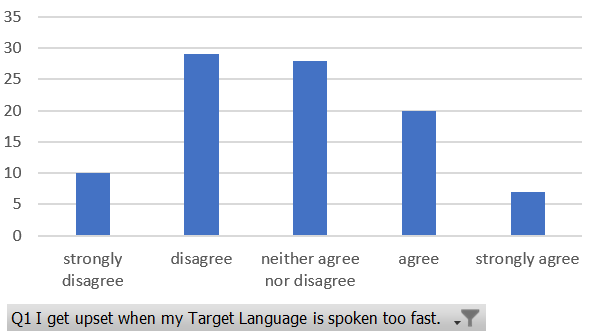 35
30
25
20
15
10
5
0
strongly disagree
disagree
neither agree nor disagree
agree
strongly agree
Q1 I get upset when my Target Language is spoken too fast.